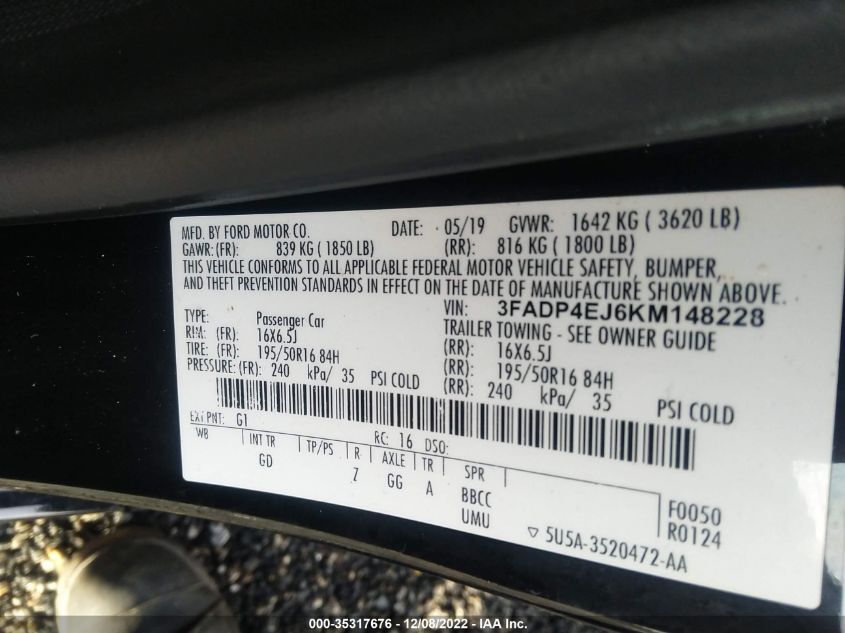 MFD. BY FORD MOTOR CO. DATE: 05/19 GVWR: 1642 KG ( 3620 LB)
GAWR: (FR): 839 KG ( 1850 LB) (RR): 816 KG ( 1800 LB)
THIS VEHICLE CONFORMS TO ALL APPLICABLE FEDERAL MOTOR VEHICLE SAFETY, BUMPER,
AND THEFT PREVENTION STANDARDS IN EFFECT ON THE DATE OF MANUFACTURE SHOWN ABOVE.
VIN: 3FADP4EJ6KM148228
TYPE: Passenger Car TRAILER TOWING - SEE OWNER GUIDE
RIM: (FR): 16X6.5J (RR): 16X6.5J
TIRE: (FR): 195/50R16 84H (RR): 195/50R16 84H
PRESSURE: (FR): 240 kPa/ 35 PSI COLD (RR): 240 kPa/ 35 PSI COLD
EXT PNT: G1 RC: 16 DSO:
WB INT TR TP/PS R AXLE TR SPR
GD Z GG A BBCC
UMU
F0050
R0124
▽ 5U5A-3520472-AA
000-35317676 - 12/08/2022 - IAA Inc.